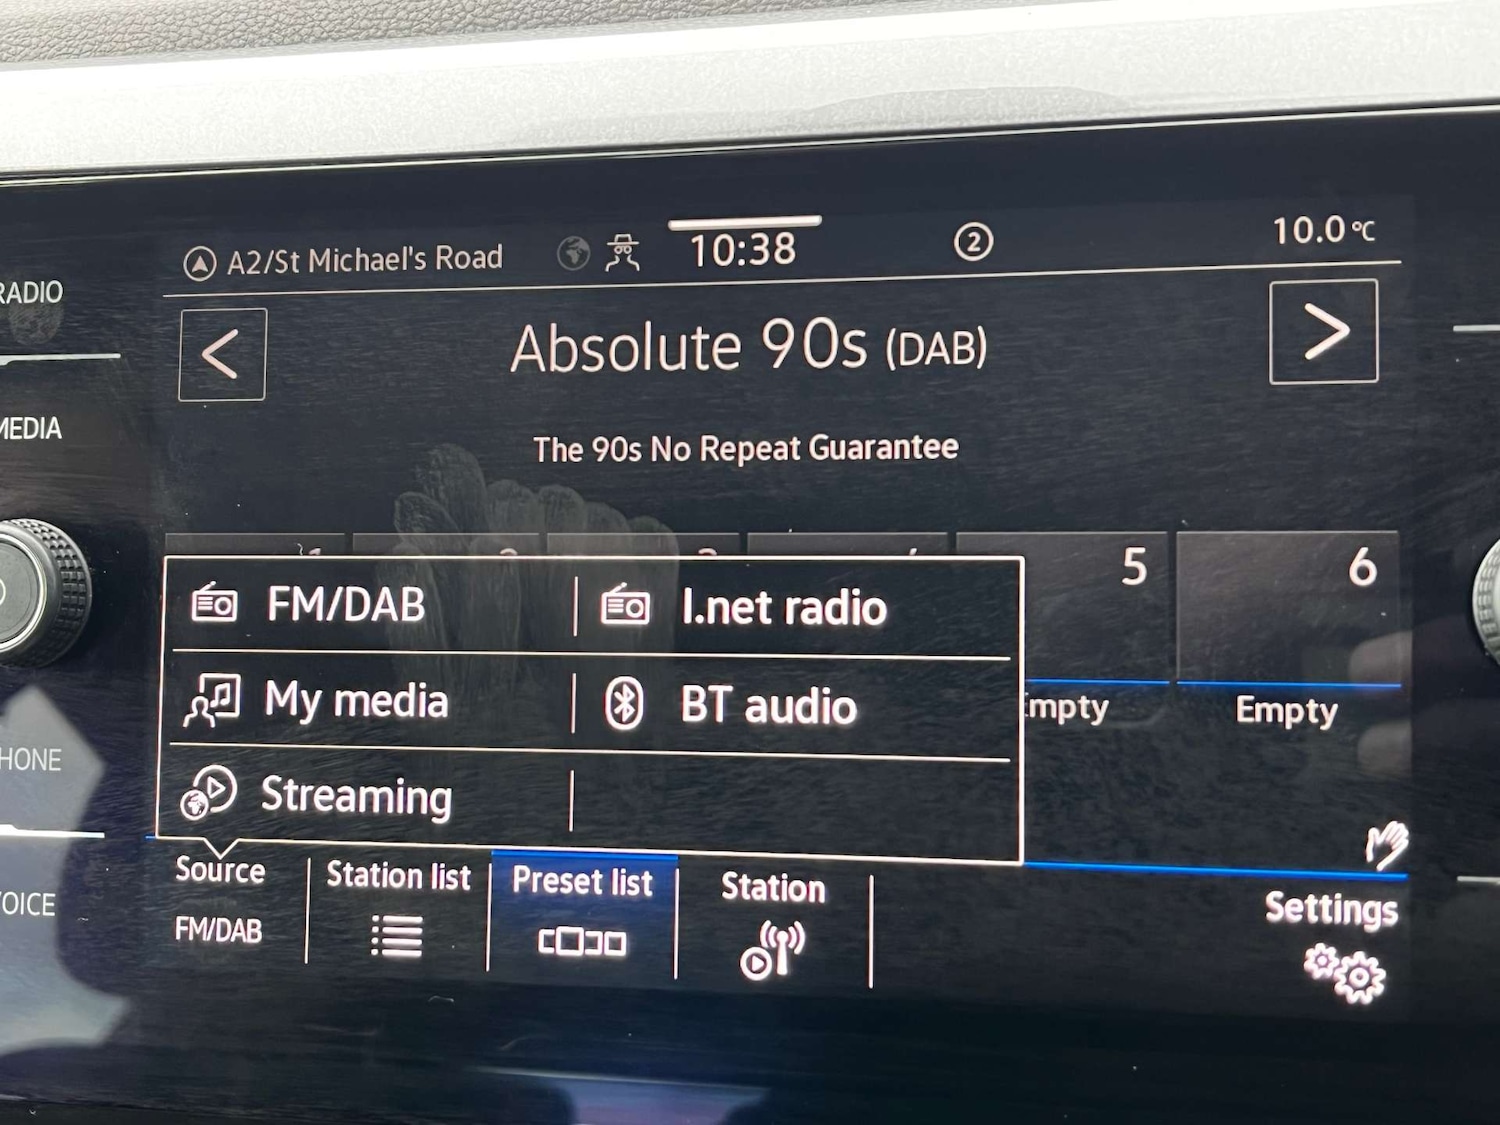 A2/St Michael's Road
10:38
2
10.0°C
RADIO
MEDIA
Absolute 90s (DAB)
The 90s No Repeat Guarantee
5
6
FM/DAB
I.net radio
My media
BT audio
Empty
Empty
Streaming
HONE
VOICE
Source
FM/DAB
Station list
Preset list
Station
Settings